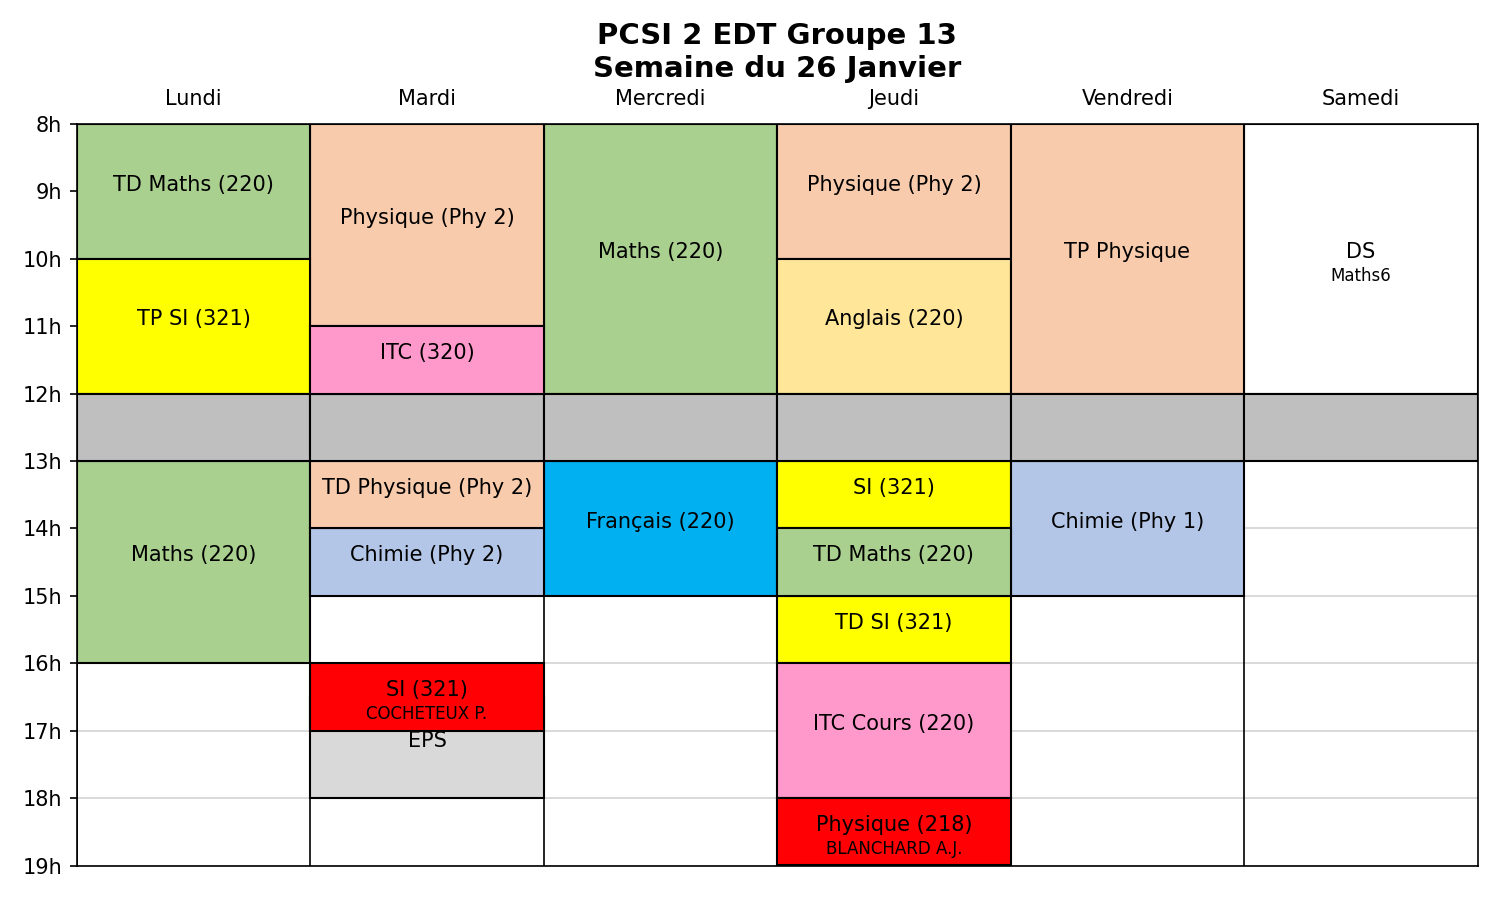 PCSI 2 EDT Groupe 13
Semaine du 26 Janvier
Lundi Mardi Mercredi Jeudi Vendredi Samedi
8h
TD Maths (220)
Physique (Phy 2)
Maths (220)
Physique (Phy 2)
TP Physique
DS
Maths6
9h
10h
TP SI (321)
Anglais (220)
11h
ITC (320)
12h
13h
Maths (220)
TD Physique (Phy 2)
Français (220)
SI (321)
Chimie (Phy 1)
14h
Chimie (Phy 2)
TD Maths (220)
15h
TD SI (321)
16h
SI (321)
COCHETEUX P.
ITC Cours (220)
17h
EPS
18h
Physique (218)
BLANCHARD A.J.
19h